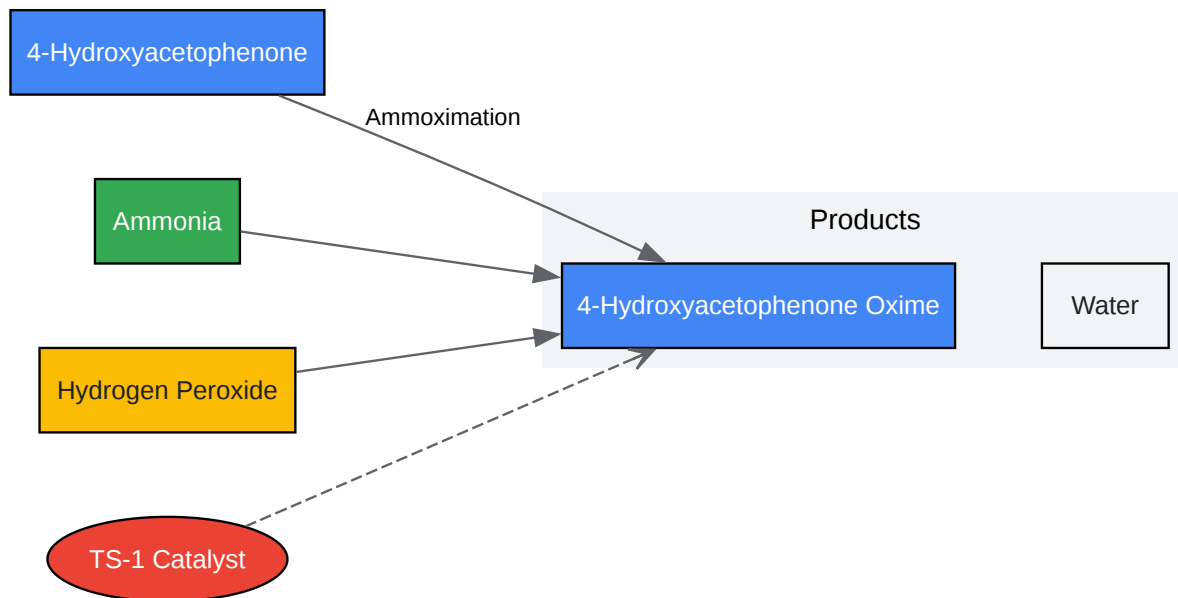 4-Hydroxyacetophenone
Ammoximation
Ammonia
Products
4-Hydroxyacetophenone Oxime
Water
Hydrogen Peroxide
TS-1 Catalyst